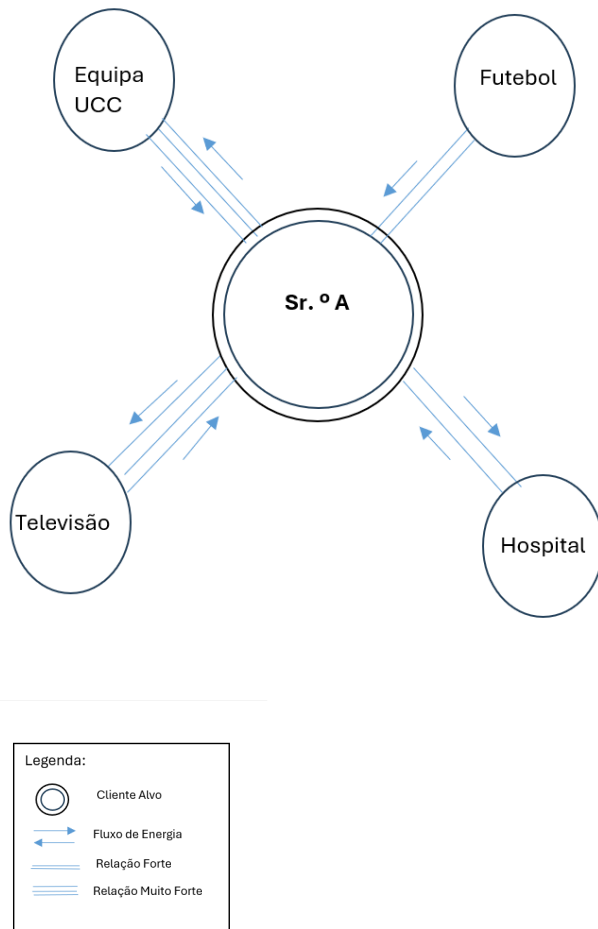 Equipa
UCC
Futebol
Sr. º A
Televisão
Hospital
Legenda:
Cliente Alvo
Fluxo de Energia
Relação Forte
Relação Muito Forte